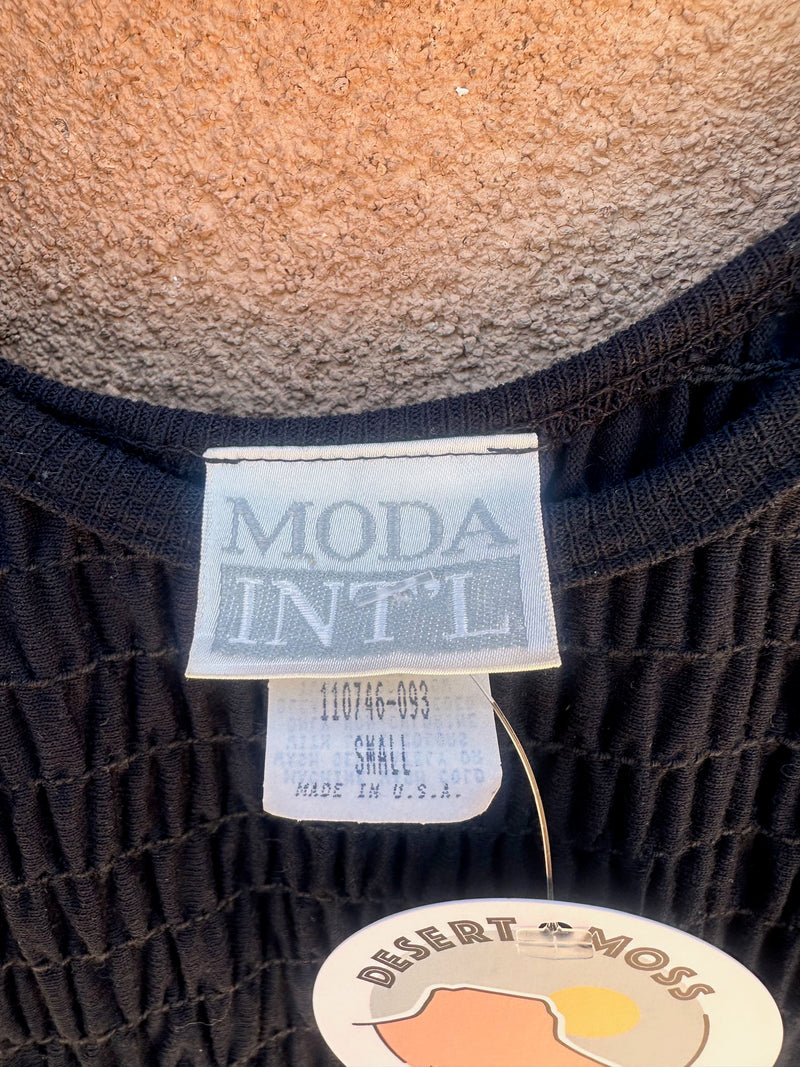 MODA
INT'L
110746-093
SMALL
MADE IN U.S.A.
DESERT MOSS